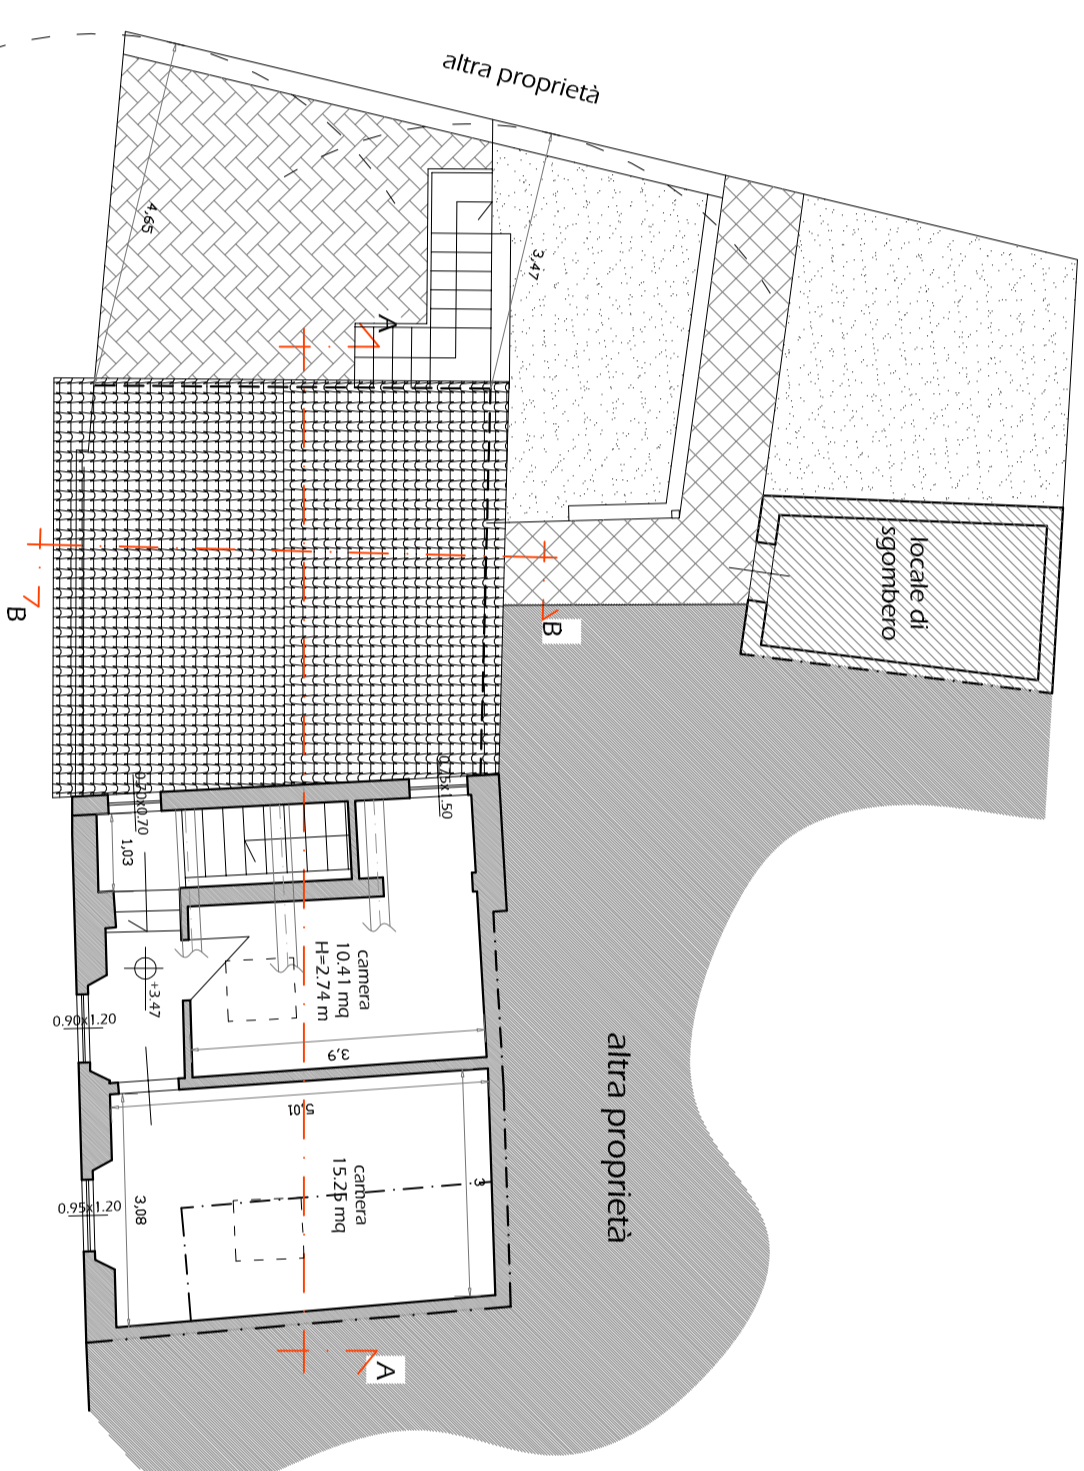 altra proprietà
4,65
3,47
A
locale di
sgombero
B
B
0.70x0.70
1,03
camera
10.41 mq
H=2.74 m
+3.47
0.90x1.20
3,9
altra proprietà
5,01
camera
15.25 mq
3
3,08
0.95x1.20
A